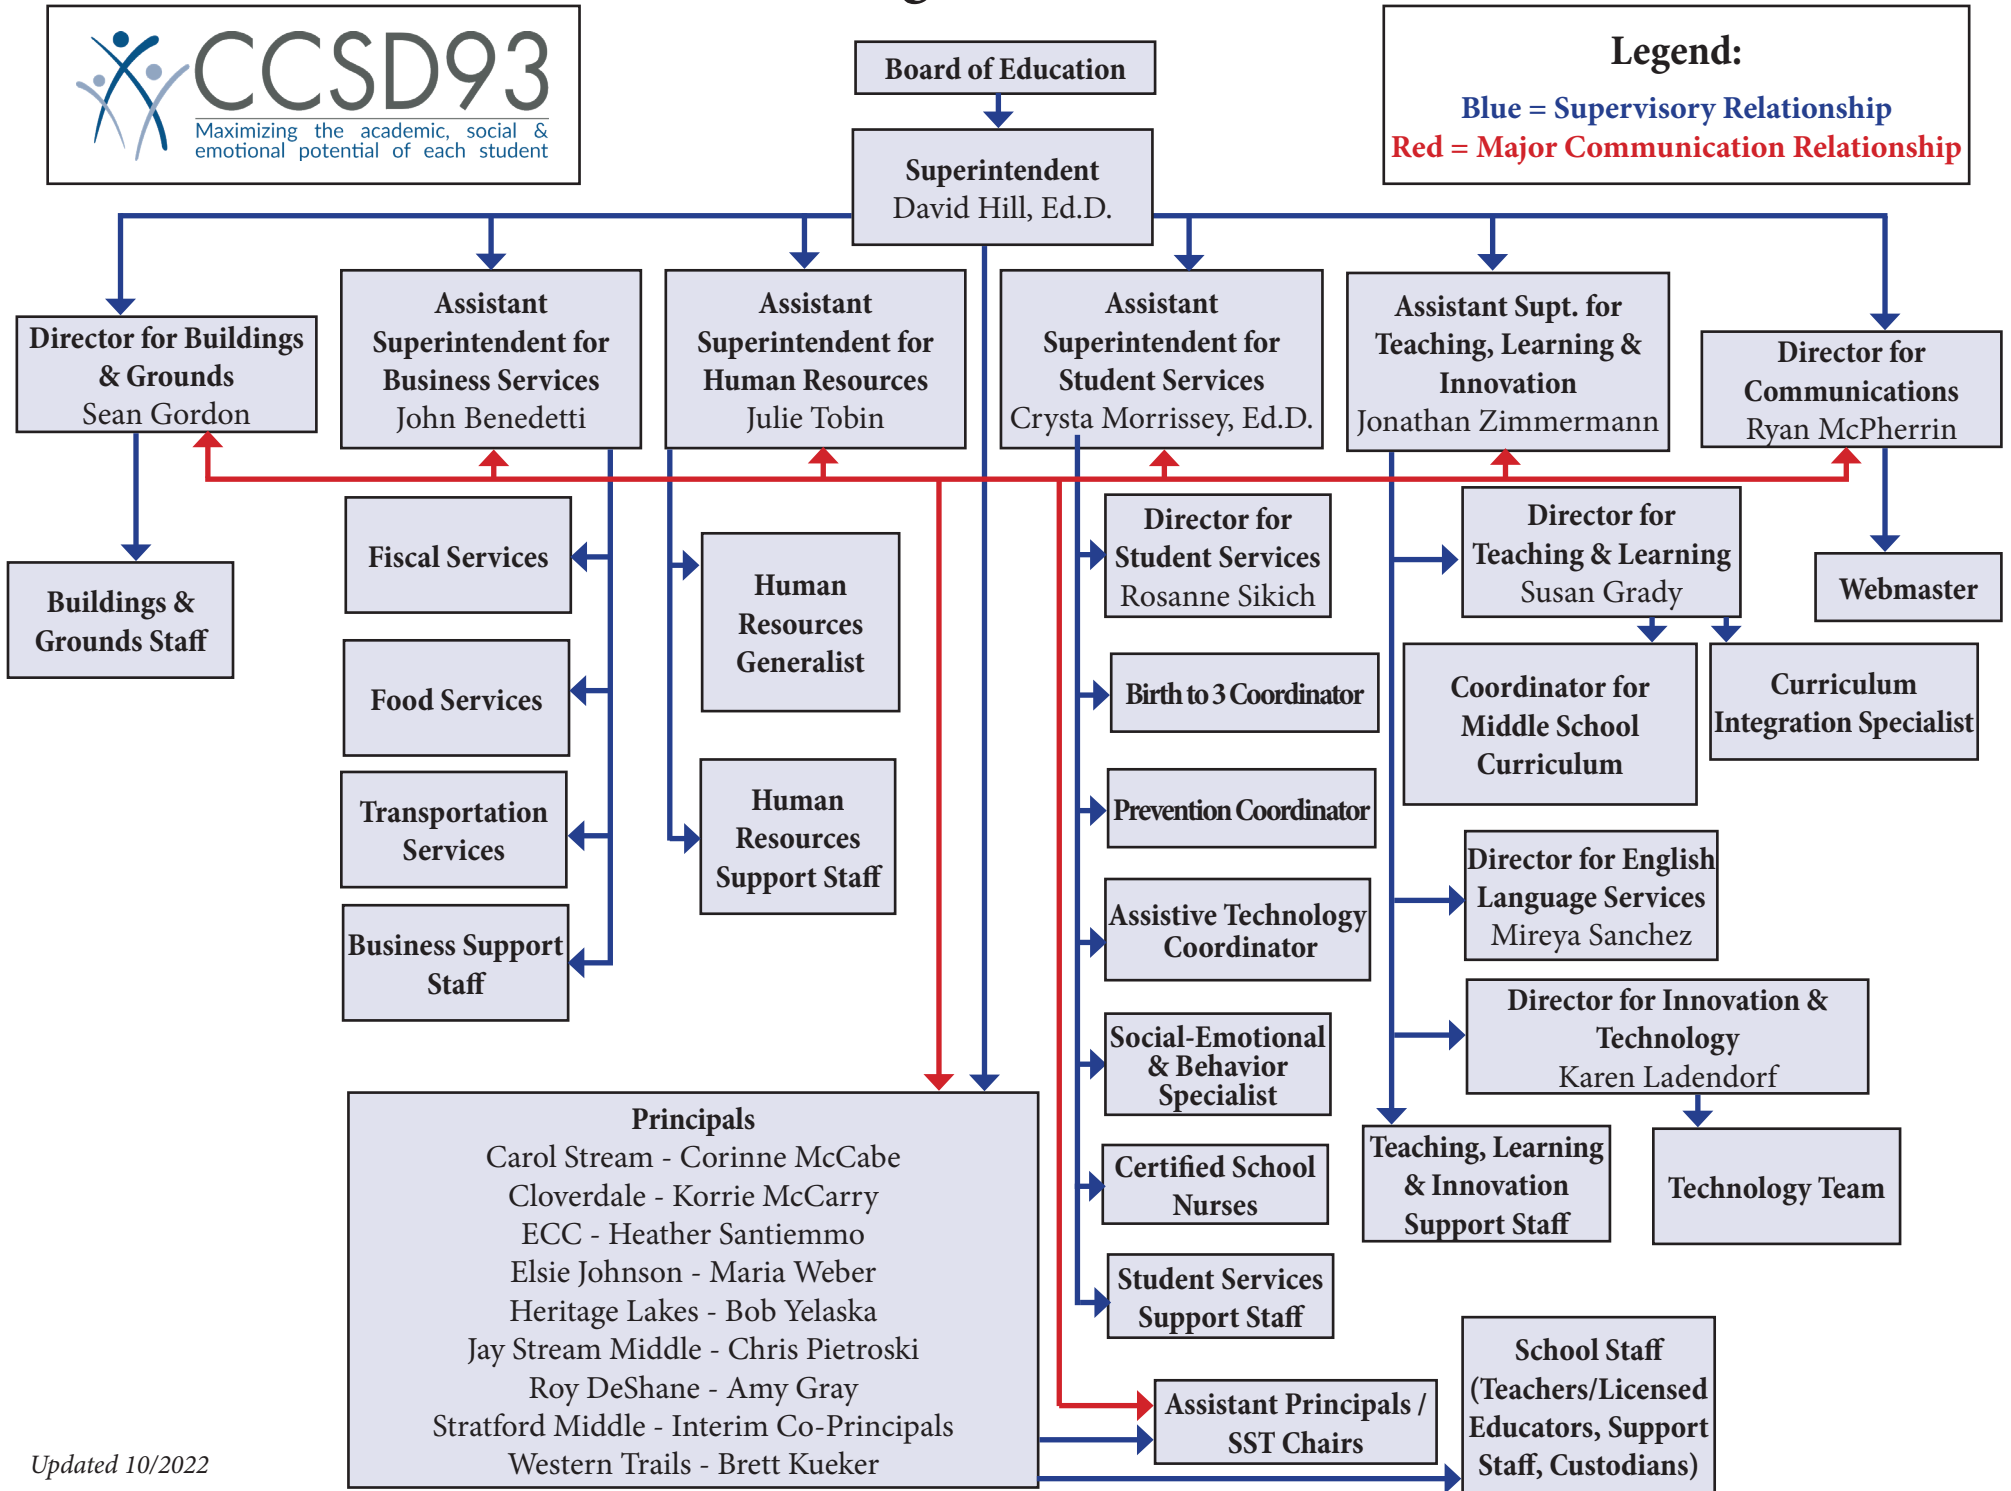 CCSD93
Maximizing the academic, social &
emotional potential of each student
Board of Education
Legend:
Blue = Supervisory Relationship
Red = Major Communication Relationship
Superintendent
David Hill, Ed.D.
Director for Buildings
& Grounds
Sean Gordon
Assistant
Superintendent for
Business Services
John Benedetti
Assistant
Superintendent for
Human Resources
Julie Tobin
Assistant
Superintendent for
Student Services
Crysta Morrissey, Ed.D.
Assistant Supt. for
Teaching, Learning &
Innovation
Jonathan Zimmermann
Director for
Communications
Ryan McPherrin
Buildings &
Grounds Staff
Fiscal Services
Food Services
Transportation
Services
Business Support
Staff
Human
Resources
Generalist
Human
Resources
Support Staff
Director for
Student Services
Rosanne Sikich
Birth to 3 Coordinator
Prevention Coordinator
Assistive Technology
Coordinator
Social-Emotional
& Behavior
Specialist
Certified School
Nurses
Student Services
Support Staff
Director for
Teaching & Learning
Susan Grady
Coordinator for
Middle School
Curriculum
Curriculum
Integration Specialist
Director for English
Language Services
Mireya Sanchez
Director for Innovation &
Technology
Karen Ladendorf
Teaching, Learning
& Innovation
Support Staff
Technology Team
Webmaster
Principals
Carol Stream - Corinne McCabe
Cloverdale - Korrie McCarry
ECC - Heather Santiemmo
Elsie Johnson - Maria Weber
Heritage Lakes - Bob Yelaska
Jay Stream Middle - Chris Pietroski
Roy DeShane - Amy Gray
Stratford Middle - Interim Co-Principals
Western Trails - Brett Kueker
Assistant Principals /
SST Chairs
School Staff
(Teachers/Licensed
Educators, Support
Staff, Custodians)
Updated 10/2022